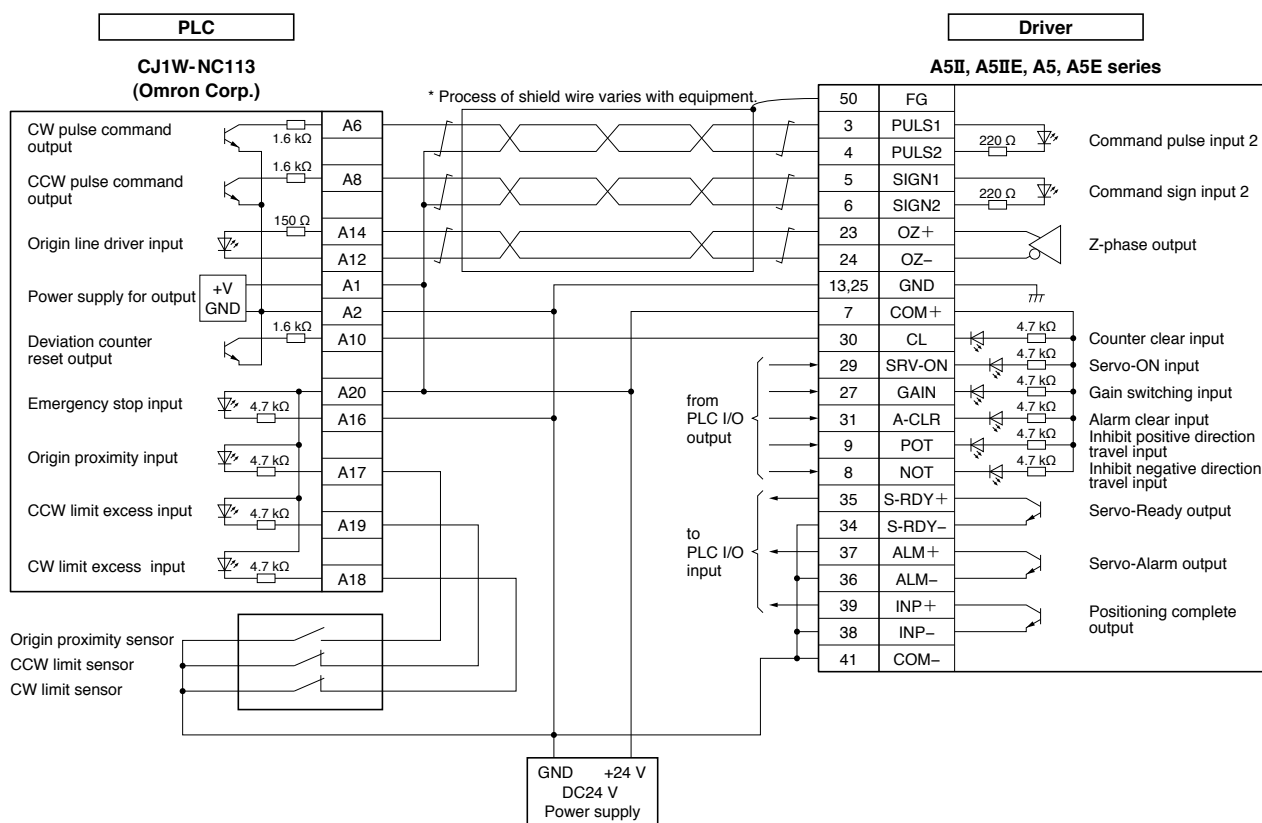 PLC
Driver
CJ1W-NC113
(Omron Corp.)
A5II, A5IIE, A5, A5E series
* Process of shield wire varies with equipment.
CW pulse command
output
1.6 kΩ
A6
CCW pulse command
output
1.6 kΩ
A8
Origin line driver input
150 Ω
A14
A12
Power supply for output
+V
GND
A1
A2
Deviation counter
reset output
1.6 kΩ
A10
A20
Emergency stop input
4.7 kΩ
A16
Origin proximity input
4.7 kΩ
A17
CCW limit excess input
4.7 kΩ
A19
CW limit excess input
4.7 kΩ
A18
Origin proximity sensor
CCW limit sensor
CW limit sensor
50 FG
3 PULS1
4 PULS2
220 Ω
Command pulse input 2
5 SIGN1
6 SIGN2
220 Ω
Command sign input 2
23 OZ+
24 OZ−
Z-phase output
13,25 GND
7 COM+
30 CL
4.7 kΩ
Counter clear input
29 SRV-ON
4.7 kΩ
Servo-ON input
27 GAIN
4.7 kΩ
Gain switching input
31 A-CLR
4.7 kΩ
Alarm clear input
9 POT
4.7 kΩ
Inhibit positive direction
travel input
8 NOT
4.7 kΩ
Inhibit negative direction
travel input
from
PLC I/O
output
35 S-RDY+
34 S-RDY−
Servo-Ready output
37 ALM+
36 ALM−
Servo-Alarm output
39 INP+
38 INP−
Positioning complete
output
41 COM−
to
PLC I/O
input
GND +24 V
DC24 V
Power supply